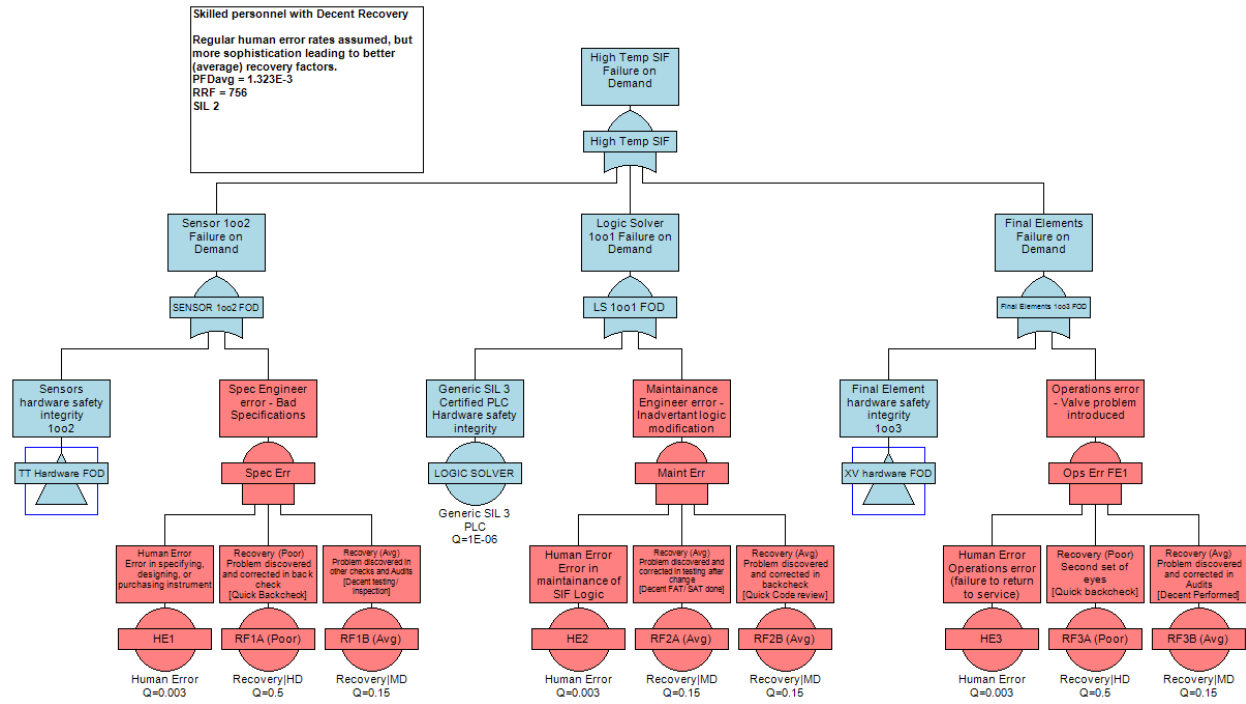 Skilled personnel with Decent Recovery
Regular human error rates assumed, but
more sophistication leading to better
(average) recovery factors.
PFDavg = 1.323E-3
RRF = 756
SIL 2
High Temp SIF
Failure on
Demand
High Temp SIF
Sensor 1oo2
Failure on
Demand
SENSOR 1oo2 FOD
Logic Solver
1oo1 Failure on
Demand
LS 1oo1 FOD
Final Elements
Failure on
Demand
Final Elements 1oo3 FOD
Sensors
hardware safety
integrity
1oo2
TT Hardware FOD
Spec Engineer
error - Bad
Specifications
Spec Err
Generic SIL 3
Certified PLC
Hardware safety
integrity
LOGIC SOLVER
Generic SIL 3
PLC
Q=1E-06
Maintainance
Engineer error -
Inadvertant logic
modification
Maint Err
Final Element
hardware safety
integrity
1oo3
XV hardware FOD
Operations error
- Valve problem
introduced
Ops Err FE1
Human Error
Error in specifying,
designing, or
purchasing instrument
HE1
Human Error
Q=0.003
Recovery (Poor)
Problem discovered
and corrected in back
check
[Quick Backcheck]
RF1A (Poor)
Recovery|HD
Q=0.5
Recovery (Avg)
Problem discovered in
other checks and Audits
[Decent testing /
inspection]
RF1B (Avg)
Recovery|MD
Q=0.15
Human Error
Error in
maintainance of
SIF Logic
HE2
Human Error
Q=0.003
Recovery (Avg)
Problem discovered and
corrected in testing after
change
[Decent FAT/ SAT done]
RF2A (Avg)
Recovery|MD
Q=0.15
Recovery (Avg)
Problem discovered
and corrected in
backcheck
[Quick Code review]
RF2B (Avg)
Recovery|MD
Q=0.15
Human Error
Operations error
(failure to return
to service)
HE3
Human Error
Q=0.003
Recovery (Poor)
Second set of
eyes
[Quick backcheck]
RF3A (Poor)
Recovery|HD
Q=0.5
Recovery (Avg)
Problem discovered
and corrected in
Audits
[Decent Performed]
RF3B (Avg)
Recovery|MD
Q=0.15